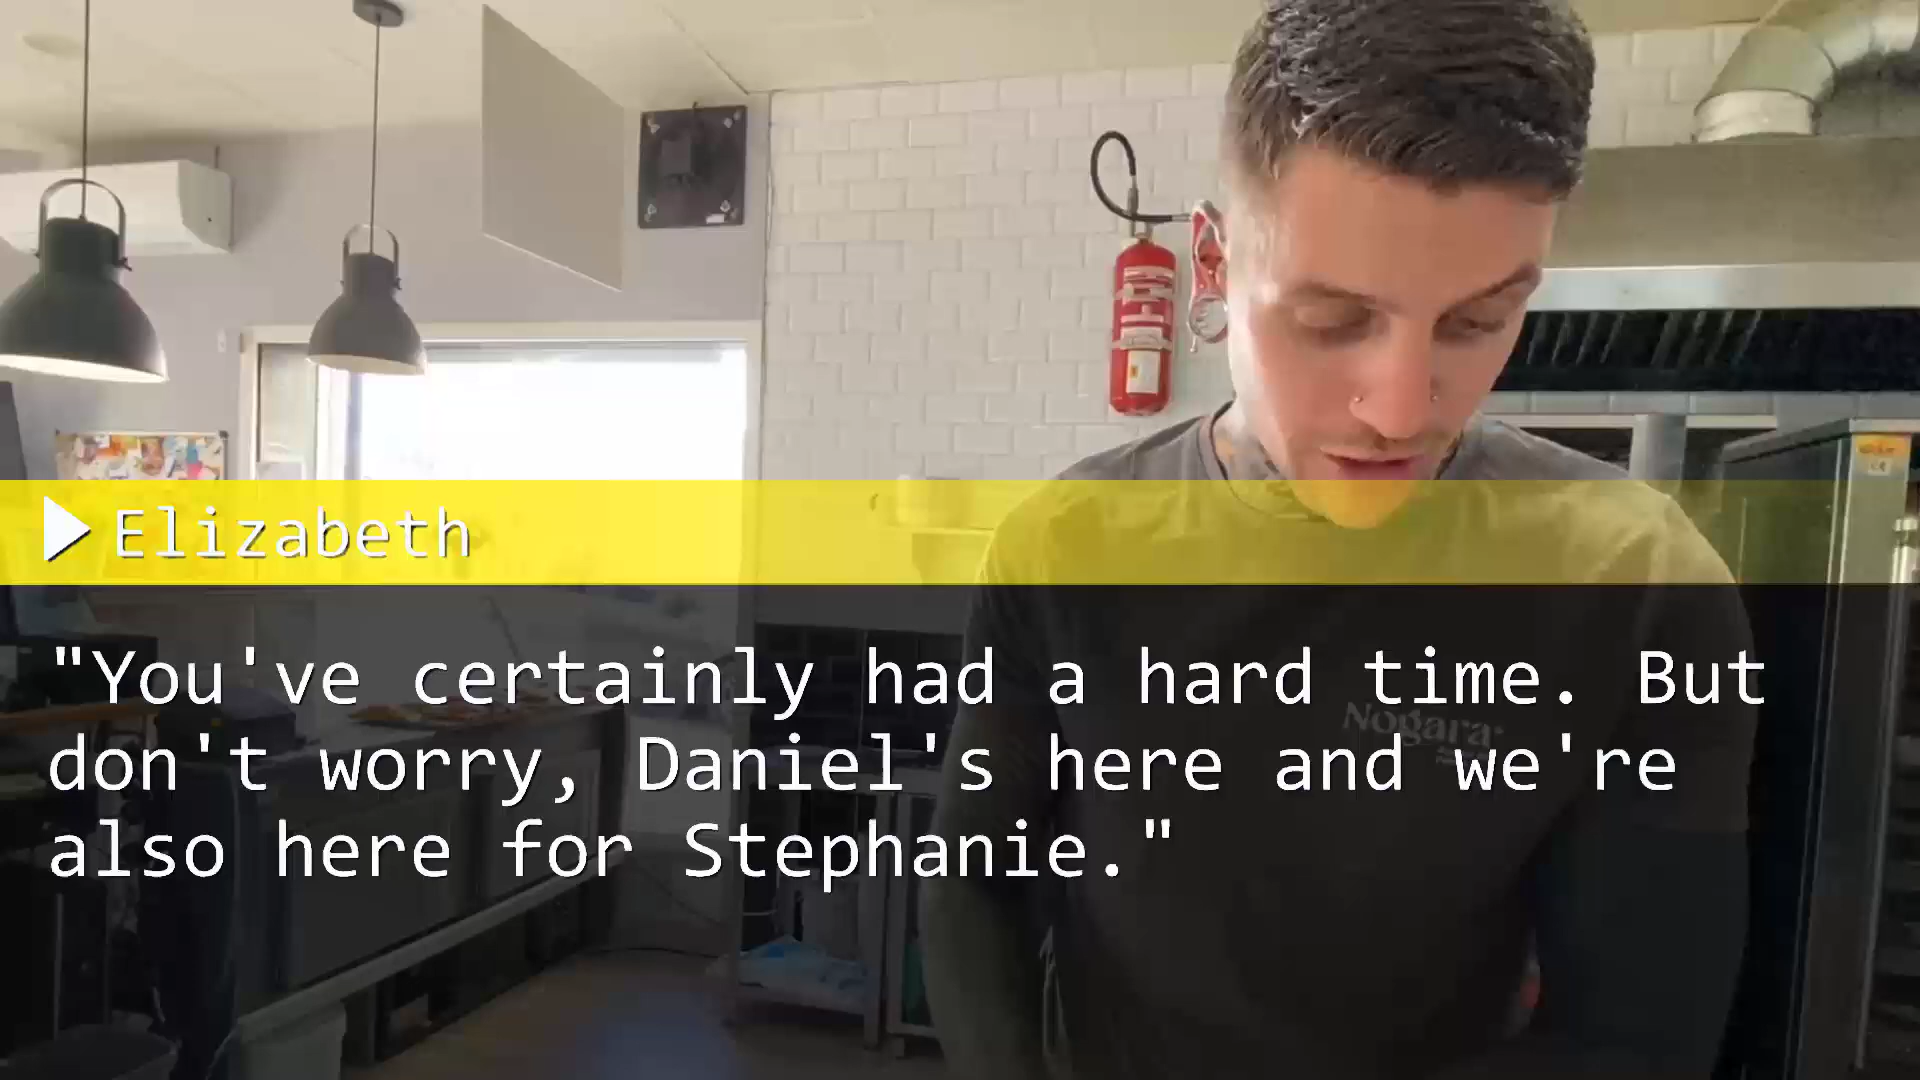 Elizabeth
"You've certainly had a hard time. But
don't worry, Daniel's here and we're
also here for Stephanie."
Nogara